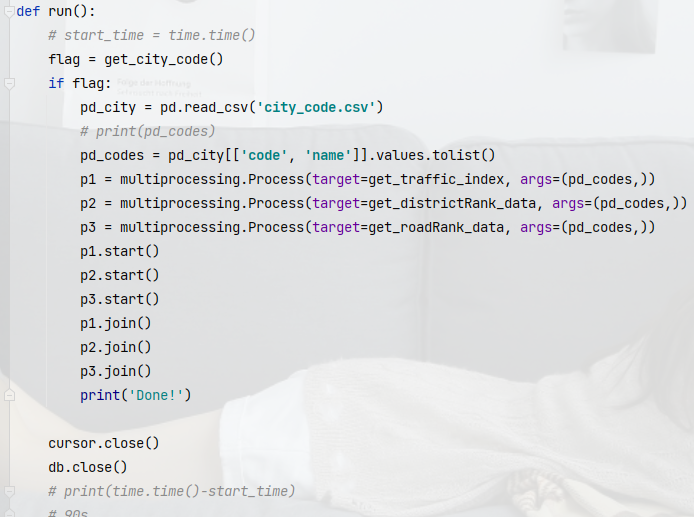 def run():
    # start_time = time.time()
    flag = get_city_code()
    if flag:
        pd_city = pd.read_csv('city_code.csv')
        # print(pd_codes)
        pd_codes = pd_city[['code', 'name']].values.tolist()
        p1 = multiprocessing.Process(target=get_traffic_index, args=(pd_codes,))
        p2 = multiprocessing.Process(target=get_districtRank_data, args=(pd_codes,))
        p3 = multiprocessing.Process(target=get_roadRank_data, args=(pd_codes,))
        p1.start()
        p2.start()
        p3.start()
        p1.join()
        p2.join()
        p3.join()
        print('Done!')
    cursor.close()
    db.close()
    # print(time.time()-start_time)
    # 90s